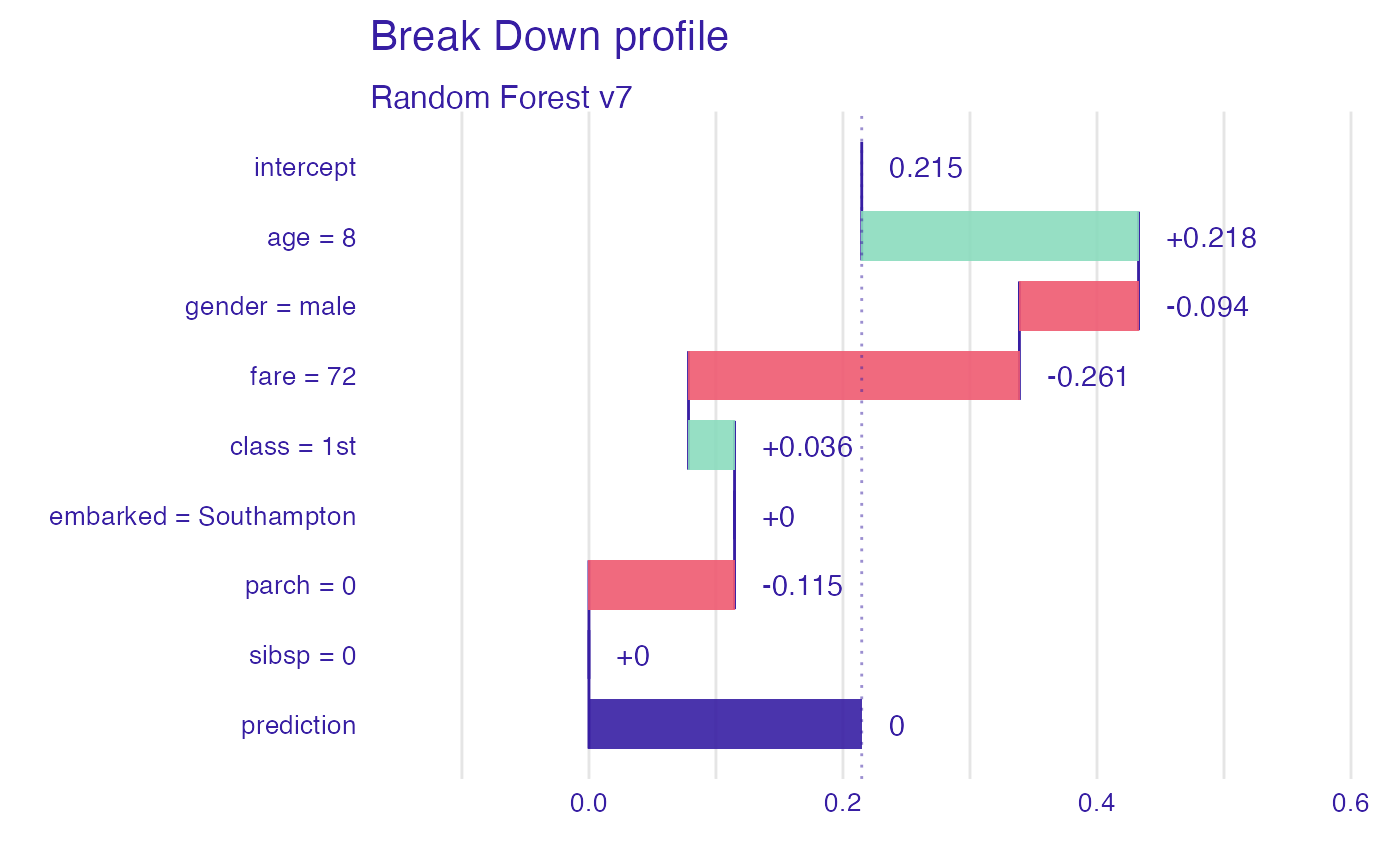 Break Down profile
Random Forest v7
intercept 0.215
age = 8 +0.218
gender = male -0.094
fare = 72 -0.261
class = 1st +0.036
embarked = Southampton +0
parch = 0 -0.115
sibsp = 0 +0
prediction 0
0.0 0.2 0.4 0.6